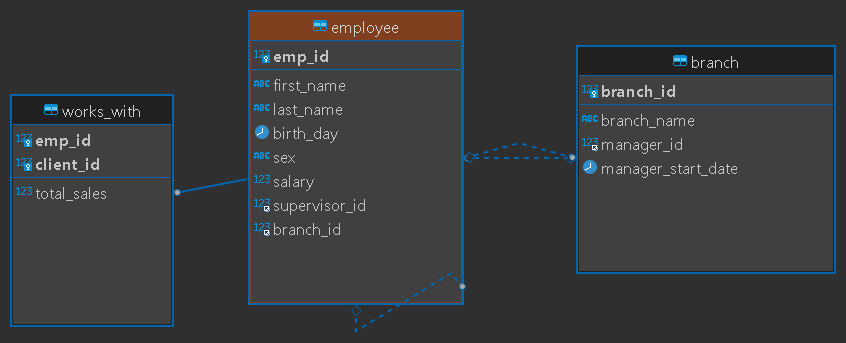 works_with
123 emp_id
123 client_id
123 total_sales
employee
123 emp_id
ABC first_name
ABC last_name
birth_day
ABC sex
123 salary
123 supervisor_id
123 branch_id
branch
123 branch_id
ABC branch_name
123 manager_id
manager_start_date